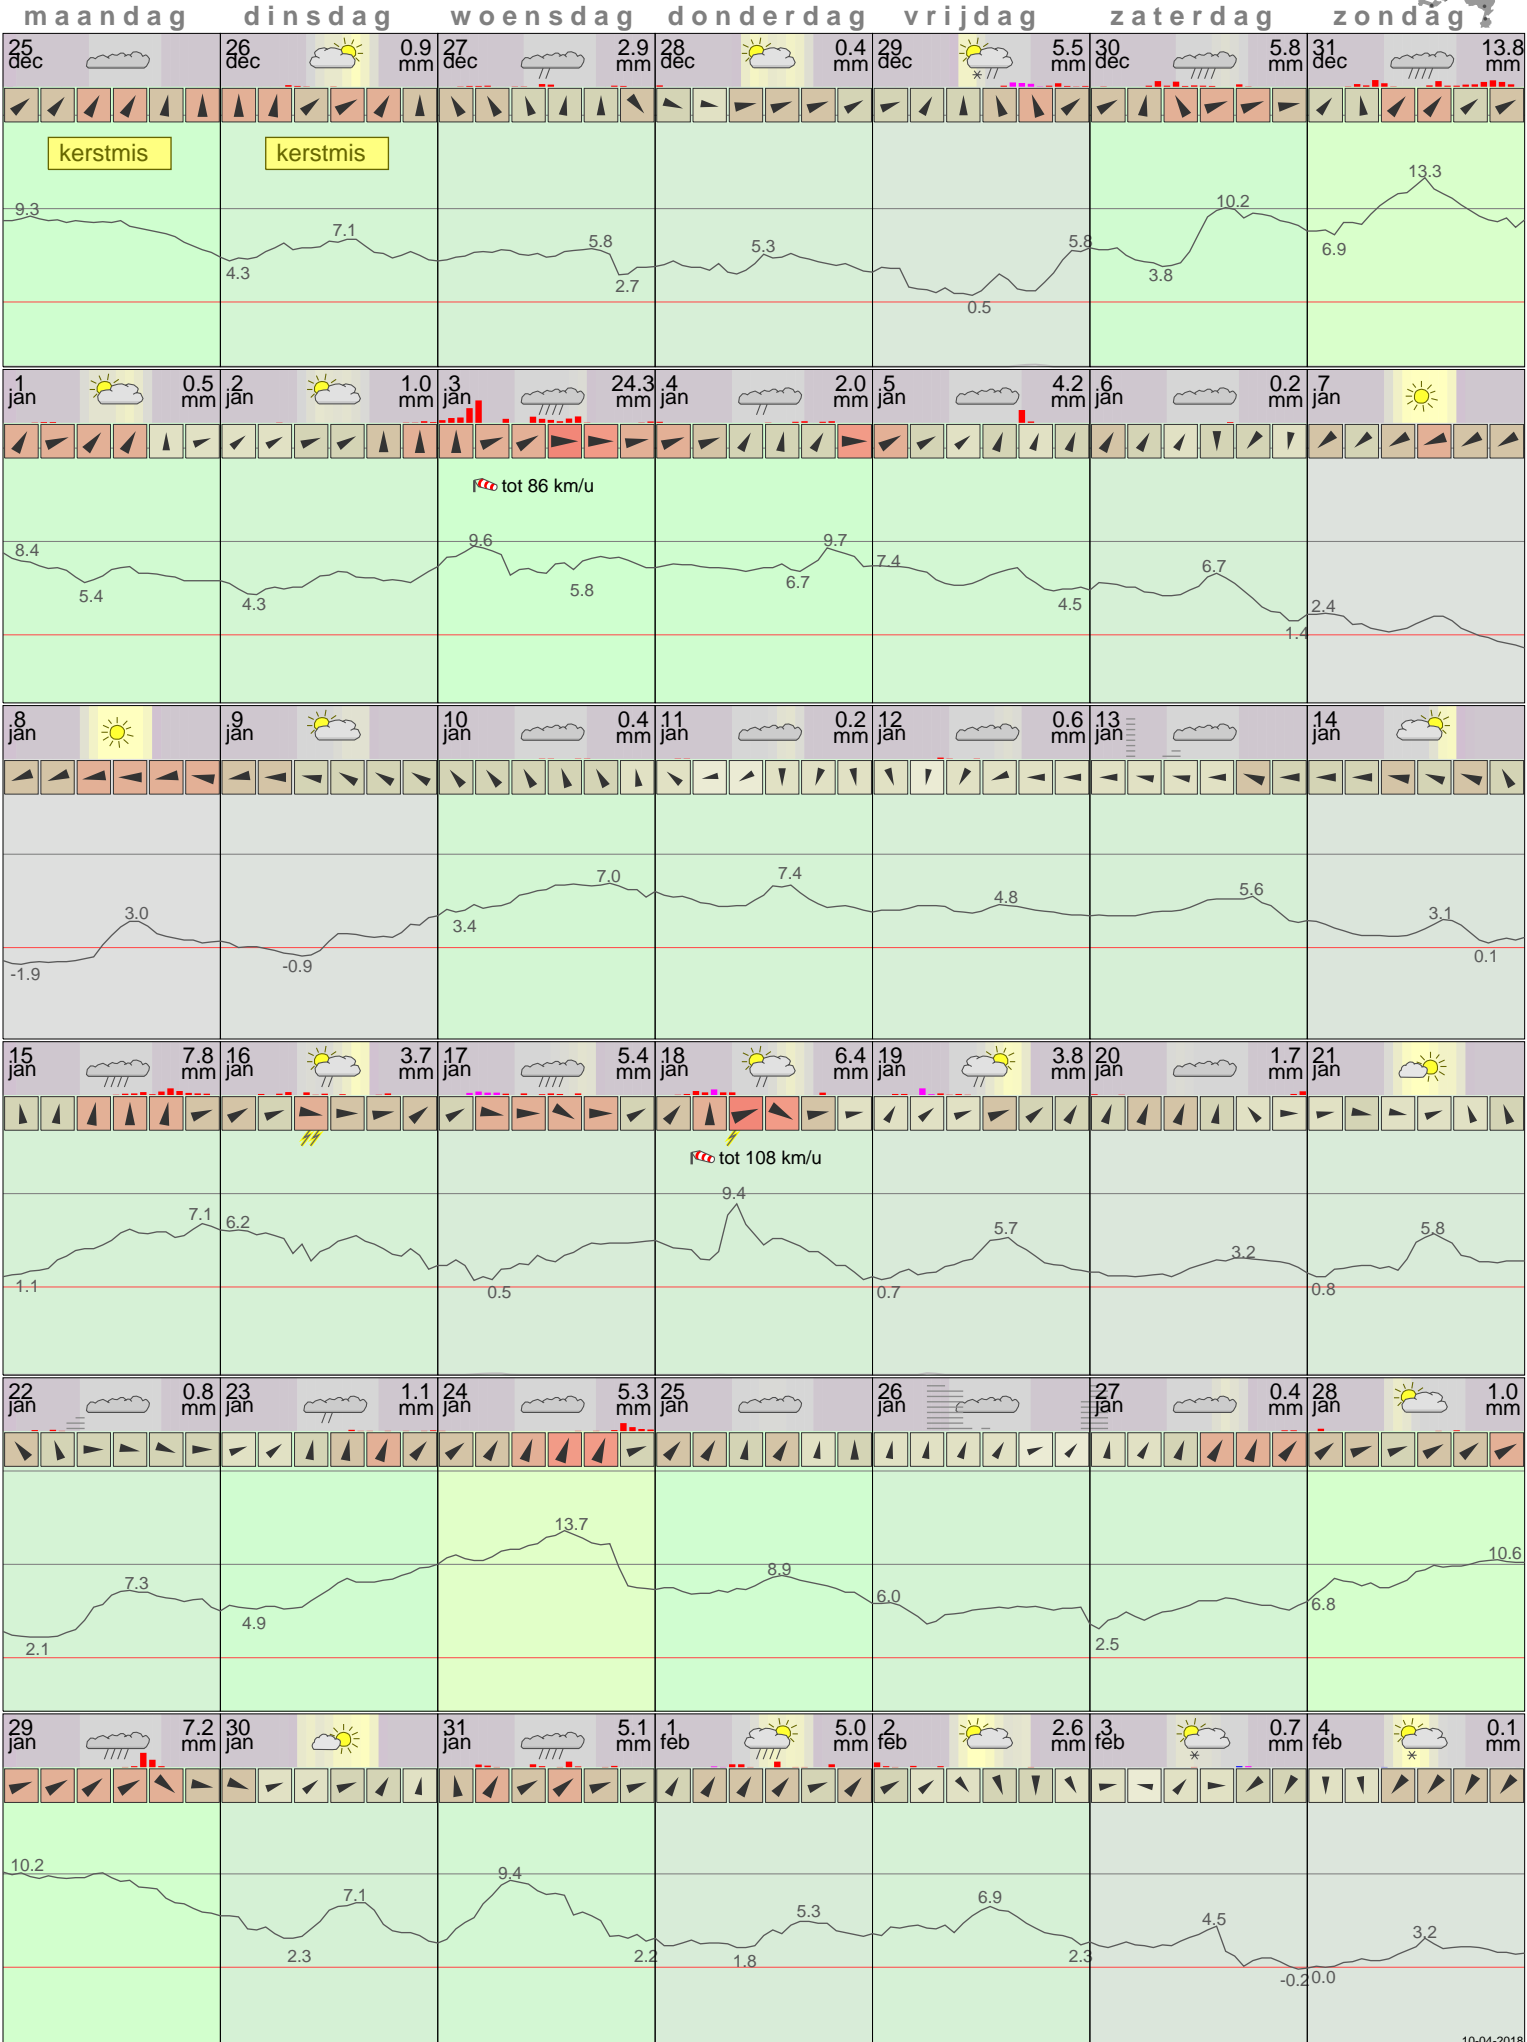 maandag dinsdag woensdag donderdag vrijdag zaterdag zondag
25 26 0.9 27 2.9 28 0.4 29 5.5 30 5.8 31 13.8
dec dec mm dec mm dec mm dec mm dec mm dec mm
kerstmis kerstmis
13.3
9.3 10.2
7.1 5.8 5.3 5.8 6.9
4.3 2.7 3.8
0.5
1 0.5 2 1.0 3 24.3 4 2.0 5 4.2 6 0.2 7
jan mm jan mm jan mm jan mm jan mm jan mm jan
tot 86 km/u
8.4 9.6 9.7 7.4 6.7
5.4 4.3 5.8 6.7 4.5 2.4
1.4
8 9 10 0.4 11 0.2 12 0.6 13 14
jan jan jan mm jan mm jan mm jan jan
7.0 7.4 4.8 5.6
3.0 3.4 3.1
-1.9 -0.9 0.1
15 7.8 16 3.7 17 5.4 18 6.4 19 3.8 20 1.7 21
jan mm jan mm jan mm jan mm jan mm jan mm jan
tot 108 km/u
9.4
7.1 6.2 5.7 3.2 5.8
1.1 0.5 0.7 0.8
22 0.8 23 1.1 24 5.3 25 26 27 0.4 28 1.0
jan mm jan mm jan mm jan jan jan mm jan mm
13.7
10.6
7.3 8.9 6.0 6.8
4.9
2.1 2.5
29 7.2 30 31 5.1 1 5.0 2 2.6 3 0.7 4 0.1
jan mm jan jan mm feb mm feb mm feb mm feb mm
10.2 9.4
7.1 5.3 6.9 4.5 3.2
2.3 2.2 1.8 2.3 -0.2 0.0
10-04-2018